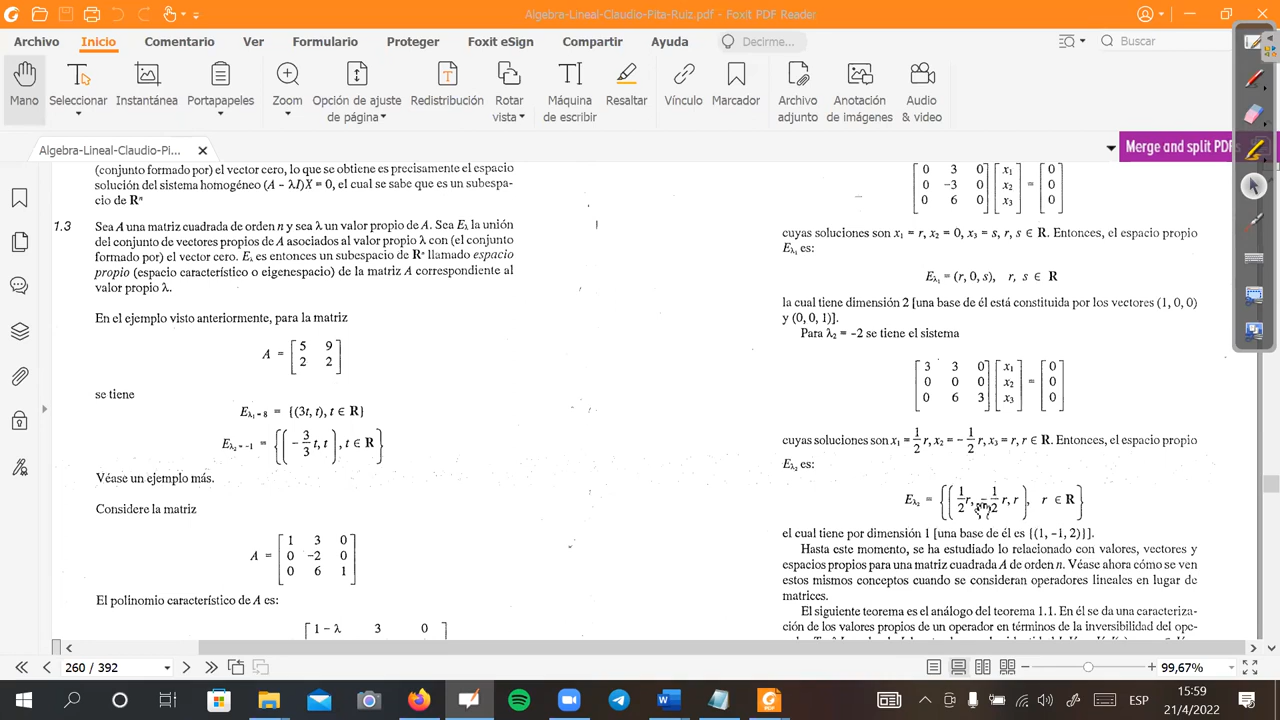 Algebra-Lineal-Claudio-Pita-Ruiz.pdf - Foxit PDF Reader
Archivo Inicio Comentario Ver Formulario Proteger Foxit eSign Compartir Ayuda Decirme... Buscar
Mano Seleccionar Instantánea Portapapeles Zoom Opción de ajuste de página Redistribución Rotar vista Máquina de escribir Resaltar Vínculo Marcador Archivo adjunto Anotación de imágenes Audio & video
Algebra-Lineal-Claudio-Pi...
Merge and split PDFs
(conjunto formado por) el vector cero, lo que se obtiene es precisamente el espacio
solución del sistema homogéneo (A – λI)X = 0, el cual se sabe que es un subespa-
cio de Rⁿ
1.3 Sea A una matriz cuadrada de orden n y sea λ un valor propio de A. Sea Eλ la unión
del conjunto de vectores propios de A asociados al valor propio λ con (el conjunto
formado por) el vector cero. Eλ es entonces un subespacio de Rⁿ llamado espacio
propio (espacio característico o eigenespacio) de la matriz A correspondiente al
valor propio λ.
En el ejemplo visto anteriormente, para la matriz
A = [5 9
2 2]
se tiene
Eλ₁=8 = {(3t, t), t ∈ R}
Eλ₂=-1 = {(-3/3 t, t), t ∈ R}
Véase un ejemplo más.
Considere la matriz
A = [1 3 0
0 -2 0
0 6 1]
El polinomio característico de A es:
1 – λ 3 0
0 3 0 x₁ 0
0 -3 0 x₂ = 0
0 6 0 x₃ 0
cuyas soluciones son x₁ = r, x₂ = 0, x₃ = s, r, s ∈ R. Entonces, el espacio propio
Eλ₁ es:
Eλ₁ = (r, 0, s), r, s ∈ R
la cual tiene dimensión 2 [una base de él está constituida por los vectores (1, 0, 0)
y (0, 0, 1)].
Para λ₂ = –2 se tiene el sistema
3 3 0 x₁ 0
0 0 0 x₂ = 0
0 6 3 x₃ 0
cuyas soluciones son x₁ = 1/2 r, x₂ = – 1/2 r, x₃ = r, r ∈ R. Entonces, el espacio propio
Eλ₂ es:
Eλ₂ = {(1/2 r, – 1/2 r, r), r ∈ R}
el cual tiene por dimensión 1 [una base de él es {(1, –1, 2)}].
Hasta este momento, se ha estudiado lo relacionado con valores, vectores y
espacios propios para una matriz cuadrada A de orden n. Véase ahora cómo se ven
estos mismos conceptos cuando se consideran operadores lineales en lugar de
matrices.
El siguiente teorema es el análogo del teorema 1.1. En él se da una caracteriza-
ción de los valores propios de un operador en términos de la inversibilidad del ope-
260 / 392
99,67%
ESP
15:59
21/4/2022